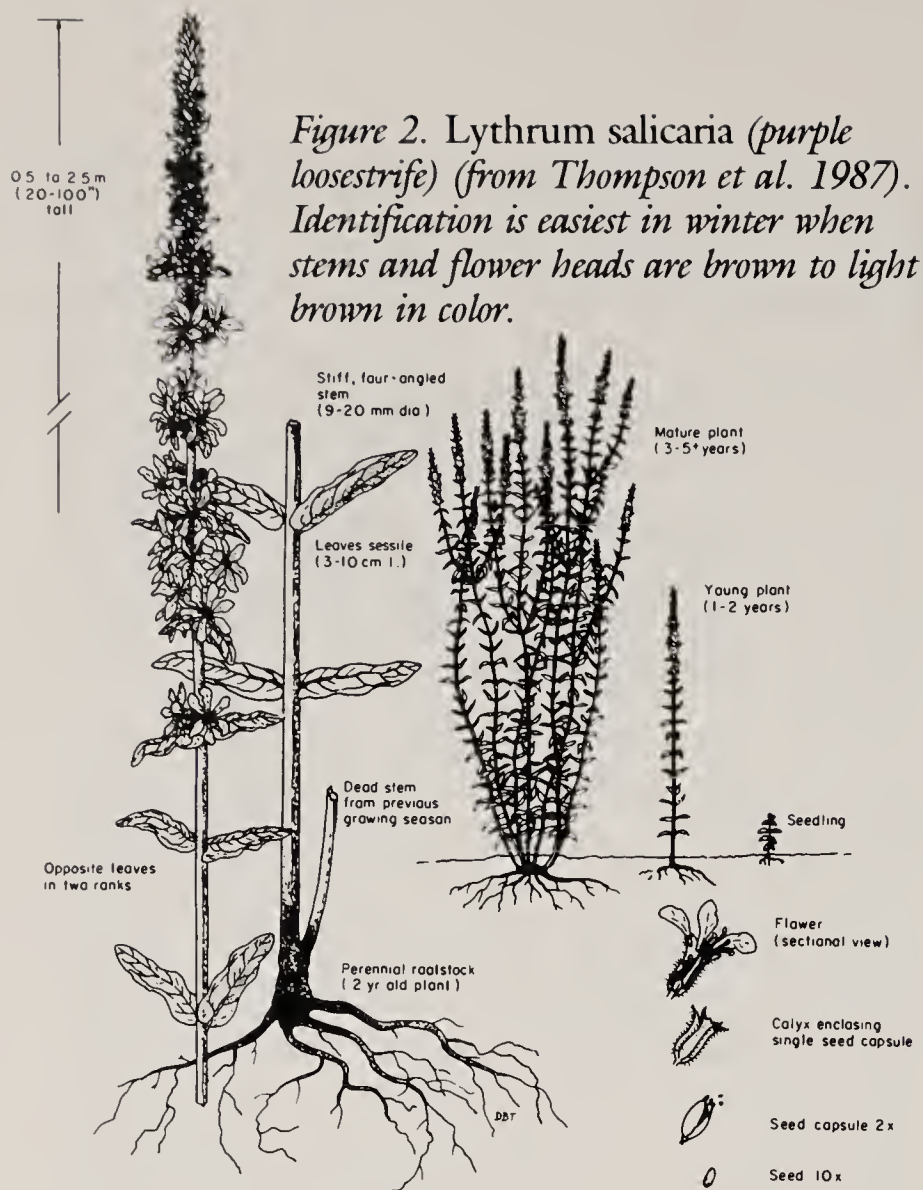 Figure 2. Lythrum salicaria (purple
loosestrife) (from Thompson et al. 1987).
Identification is easiest in winter when
stems and flower heads are brown to light
brown in color.
0.5 to 2.5 m
(20-100")
tall
Stiff, four-angled
stem
(9-20 mm dia)
Leaves sessile
(3-10 cm l.)
Mature plant
(3-5+ years)
Young plant
(1-2 years)
Seedling
Dead stem
from previous
growing season
Opposite leaves
in two ranks
Perennial rootstock
(2 yr old plant)
DBT
Flower
(sectional view)
Calyx enclosing
single seed capsule
Seed capsule 2x
Seed 10x